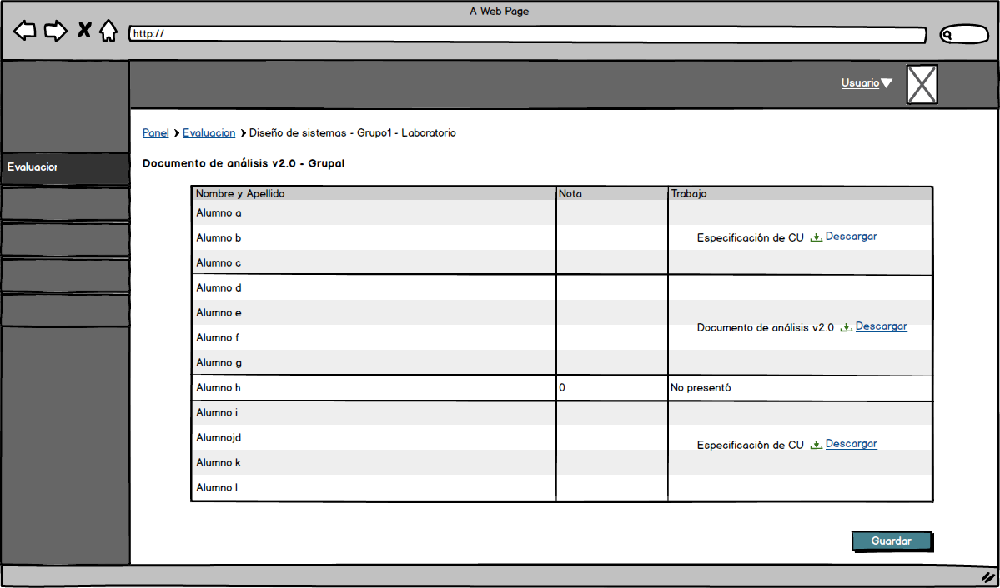 A Web Page
http://
Usuario
Panel Evaluacion Diseño de sistemas - Grupo1 - Laboratorio
Evaluacior
Documento de análisis v2.0 - Grupal
Nombre y Apellido Nota Trabajo
Alumno a
Alumno b Especificación de CU Descargar
Alumno c
Alumno d
Alumno e
Documento de análisis v2.0 Descargar
Alumno f
Alumno g
Alumno h 0 No presentó
Alumno i
Alumnojd Especificación de CU Descargar
Alumno k
Alumno l
Guardar